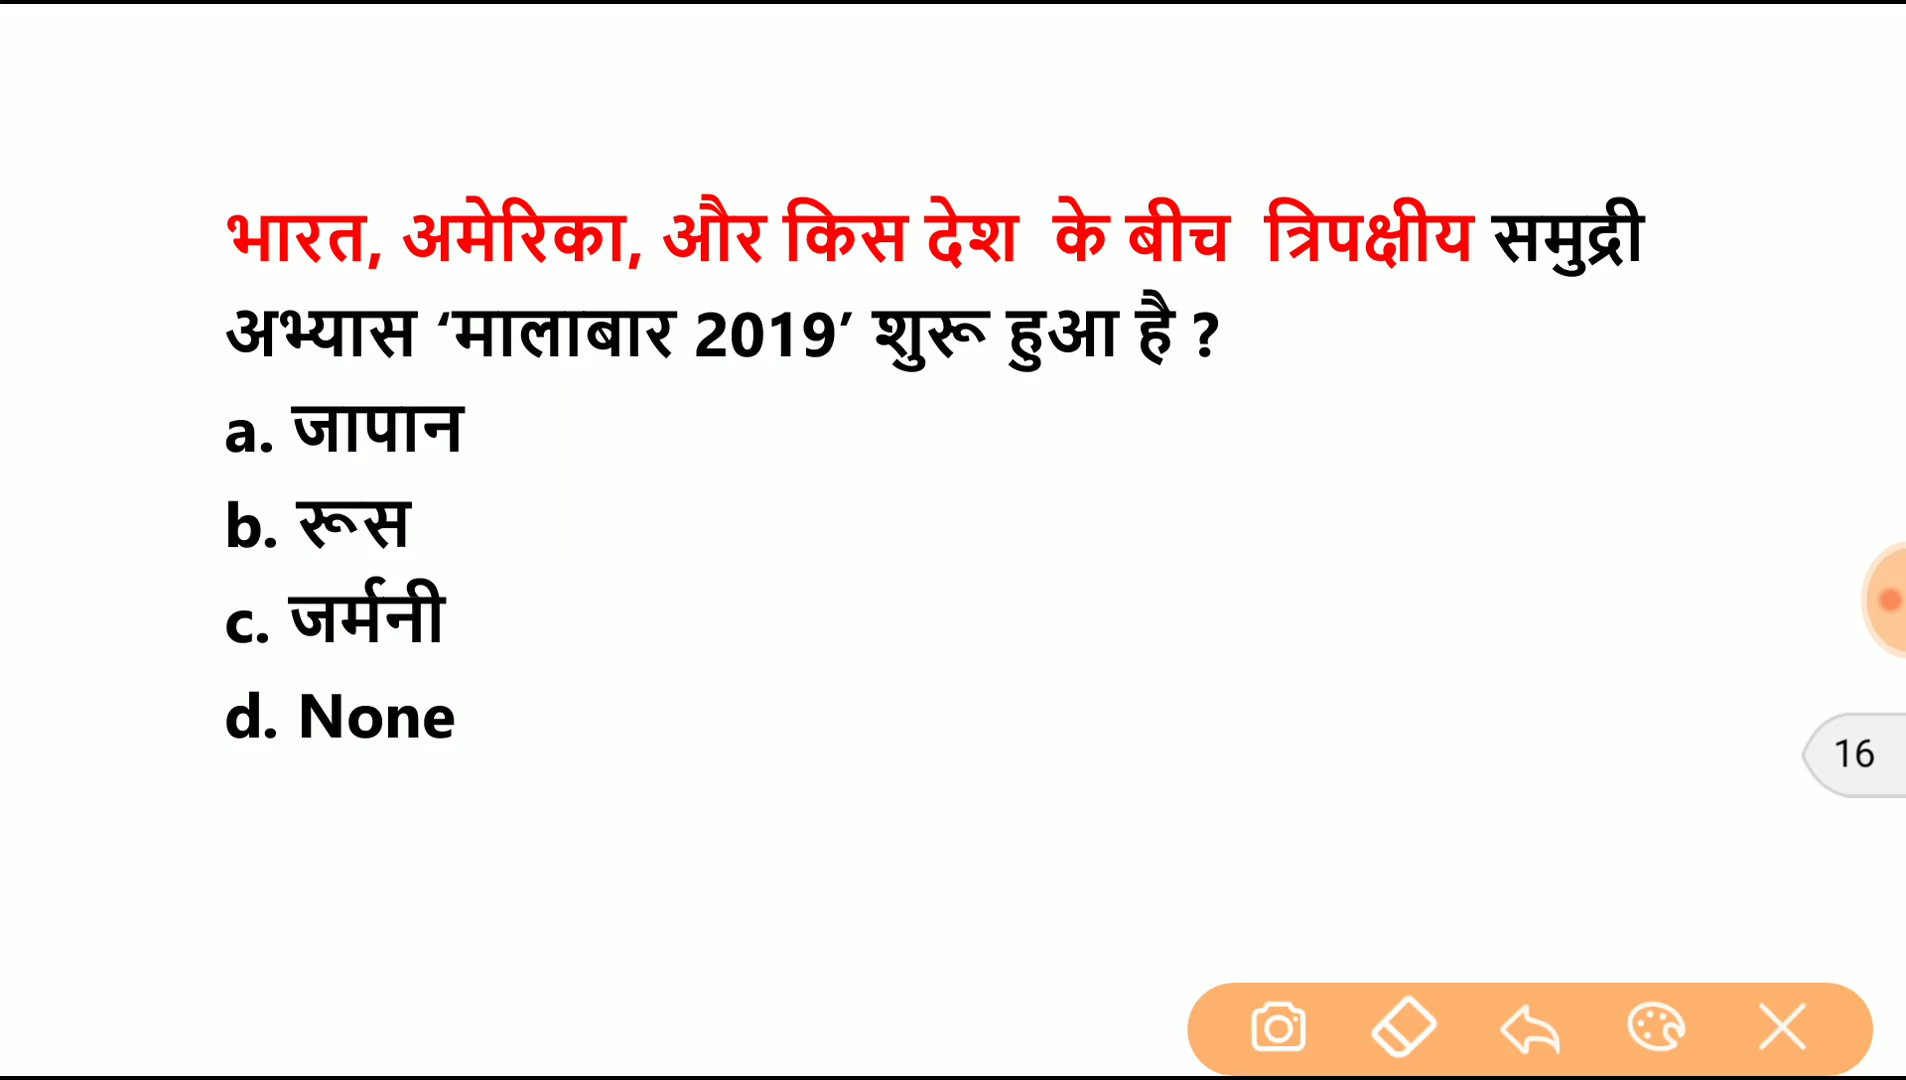 भारत, अमेरिका, और किस देश के बीच त्रिपक्षीय समुद्री
अभ्यास ‘मालाबार 2019’ शुरू हुआ है ?
a. जापान
b. रूस
c. जर्मनी
d. None
16